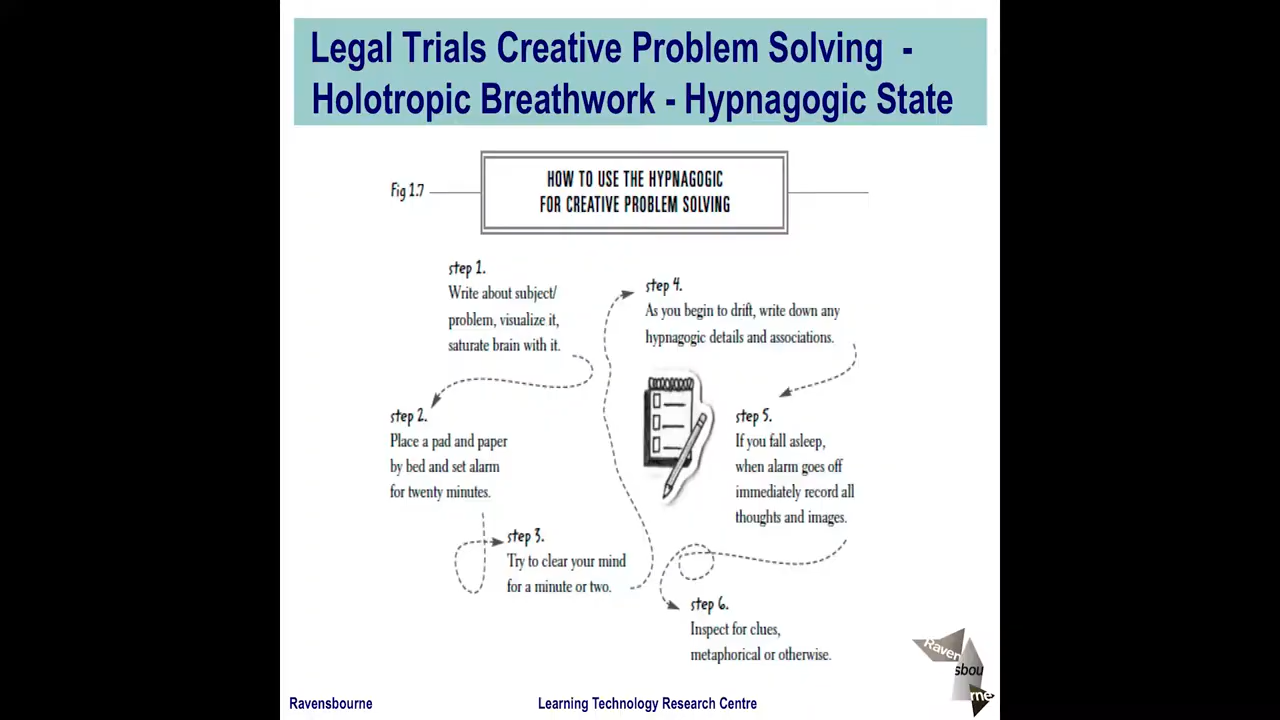 Legal Trials Creative Problem Solving -
Holotropic Breathwork - Hypnagogic State
Fig 1.7
HOW TO USE THE HYPNAGOGIC
FOR CREATIVE PROBLEM SOLVING
step 1.
Write about subject/
problem, visualize it,
saturate brain with it.
step 2.
Place a pad and paper
by bed and set alarm
for twenty minutes.
step 3.
Try to clear your mind
for a minute or two.
step 4.
As you begin to drift, write down any
hypnagogic details and associations.
step 5.
If you fall asleep,
when alarm goes off
immediately record all
thoughts and images.
step 6.
Inspect for clues,
metaphorical or otherwise.
Raven
sbou
rne
Ravensbourne
Learning Technology Research Centre